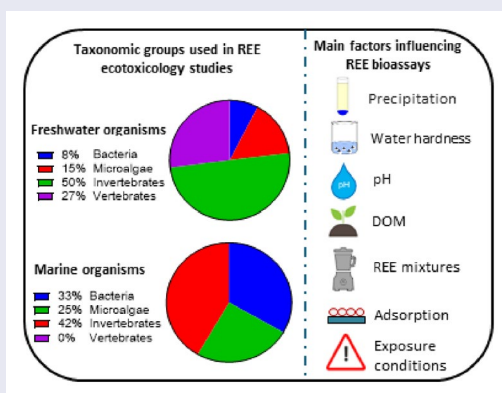 Taxonomic groups used in REE
ecotoxicology studies
Freshwater organisms
8% Bacteria
15% Microalgae
50% Invertebrates
27% Vertebrates
Marine organisms
33% Bacteria
25% Microalgae
42% Invertebrates
0% Vertebrates
Main factors influencing
REE bioassays
Precipitation
Water hardness
pH
pH
DOM
REE mixtures
Adsorption
Exposure
conditions